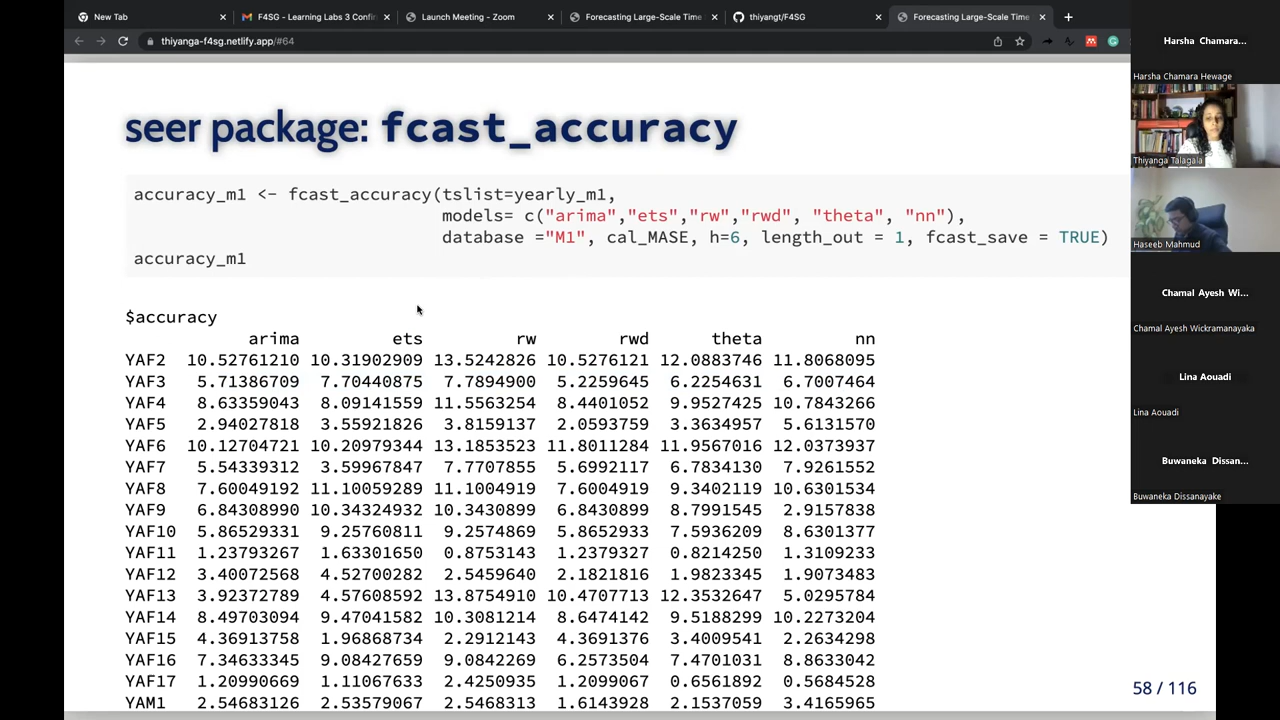 New Tab
F4SG - Learning Labs 3 Confir
Launch Meeting - Zoom
Forecasting Large-Scale Time
thiyangt/F4SG
Forecasting Large-Scale Time
thiyanga-f4sg.netlify.app/#64
seer package: fcast_accuracy
accuracy_m1 <- fcast_accuracy(tslist=yearly_m1,
models= c("arima","ets","rw","rwd", "theta", "nn"),
database ="M1", cal_MASE, h=6, length_out = 1, fcast_save = TRUE)
accuracy_m1
$accuracy
arima ets rw rwd theta nn
YAF2 10.52761210 10.31902909 13.5242826 10.5276121 12.0883746 11.8068095
YAF3 5.71386709 7.70440875 7.7894900 5.2259645 6.2254631 6.7007464
YAF4 8.63359043 8.09141559 11.5563254 8.4401052 9.9527425 10.7843266
YAF5 2.94027818 3.55921826 3.8159137 2.0593759 3.3634957 5.6131570
YAF6 10.12704721 10.20979344 13.1853523 11.8011284 11.9567016 12.0373937
YAF7 5.54339312 3.59967847 7.7707855 5.6992117 6.7834130 7.9261552
YAF8 7.60049192 11.10059289 11.1004919 7.6004919 9.3402119 10.6301534
YAF9 6.84308990 10.34324932 10.3430899 6.8430899 8.7991545 2.9157838
YAF10 5.86529331 9.25760811 9.2574869 5.8652933 7.5936209 8.6301377
YAF11 1.23793267 1.63301650 0.8753143 1.2379327 0.8214250 1.3109233
YAF12 3.40072568 4.52700282 2.5459640 2.1821816 1.9823345 1.9073483
YAF13 3.92372789 4.57608592 13.8754910 10.4707713 12.3532647 5.0295784
YAF14 8.49703094 9.47041582 10.3081214 8.6474142 9.5188299 10.2273204
YAF15 4.36913758 1.96868734 2.2912143 4.3691376 3.4009541 2.2634298
YAF16 7.34633345 9.08427659 9.0842269 6.2573504 7.4701031 8.8633042
YAF17 1.20990669 1.11067633 2.4250935 1.2099067 0.6561892 0.5684528
YAM1 2.54683126 2.53579067 2.5468313 1.6143928 2.1537059 3.4165965
58 / 116
Harsha Chamara...
Harsha Chamara Hewage
Thiyanga Talagala
Haseeb Mahmud
Chamal Ayesh Wi...
Chamal Ayesh Wickramanayaka
Lina Aouadi
Lina Aouadi
Buwaneka Dissan...
Buwaneka Dissanayake